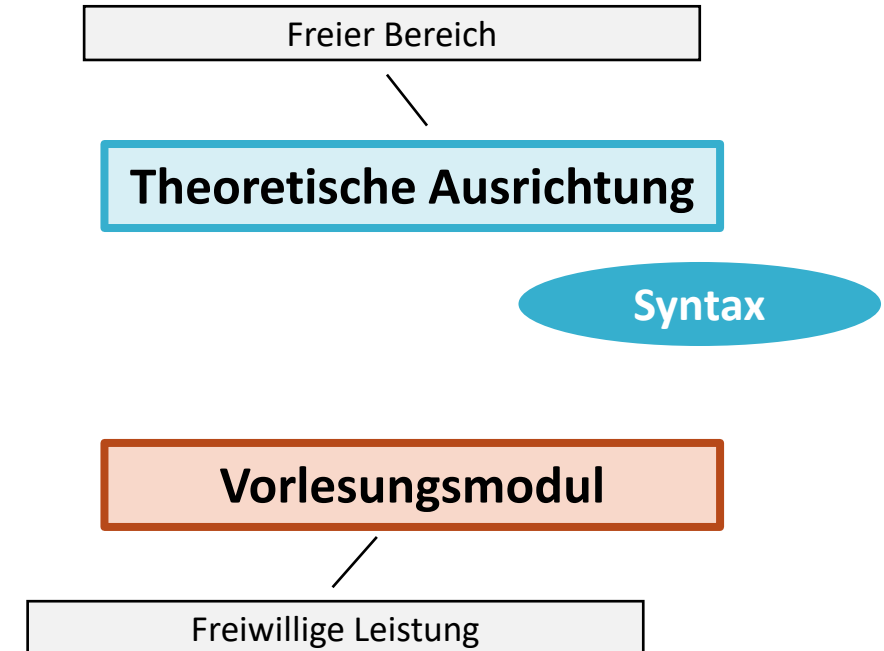 Freier Bereich
Theoretische Ausrichtung
Syntax
Vorlesungsmodul
Freiwillige Leistung